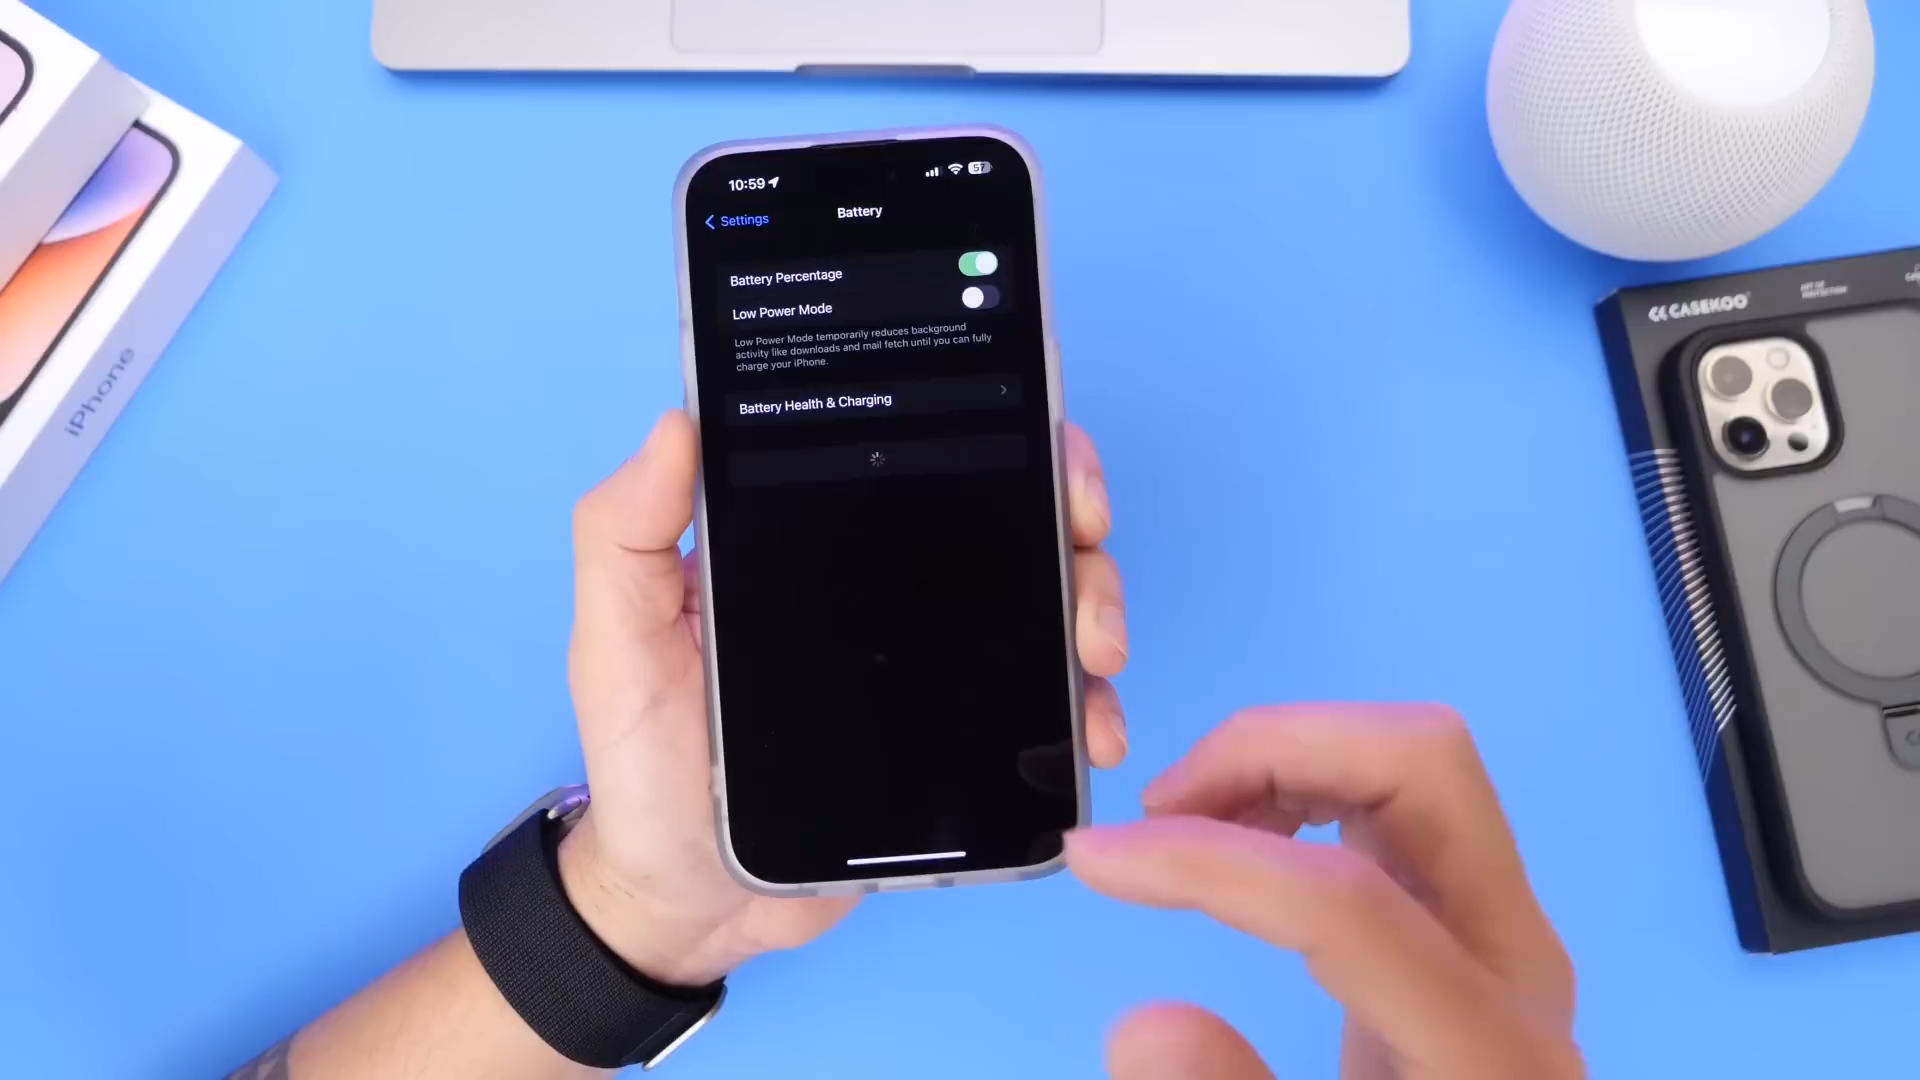 10:59
57
Settings
Battery
Battery Percentage
Low Power Mode
Low Power Mode temporarily reduces background
activity like downloads and mail fetch until you can fully
charge your iPhone.
Battery Health & Charging
iPhone
CASEKOO